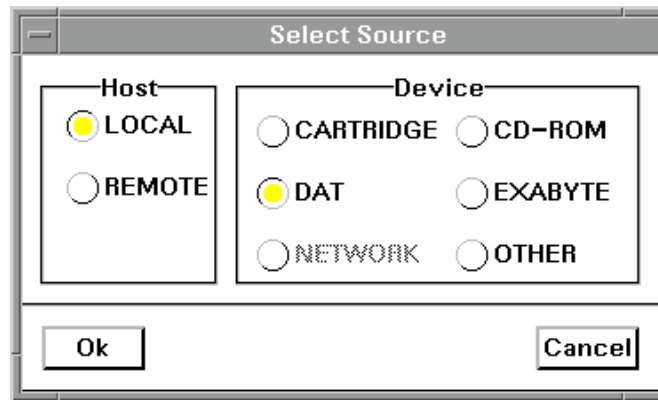 Select Source
Host
LOCAL
REMOTE
Device
CARTRIDGE CD-ROM
DAT EXABYTE
NETWORK OTHER
Ok Cancel